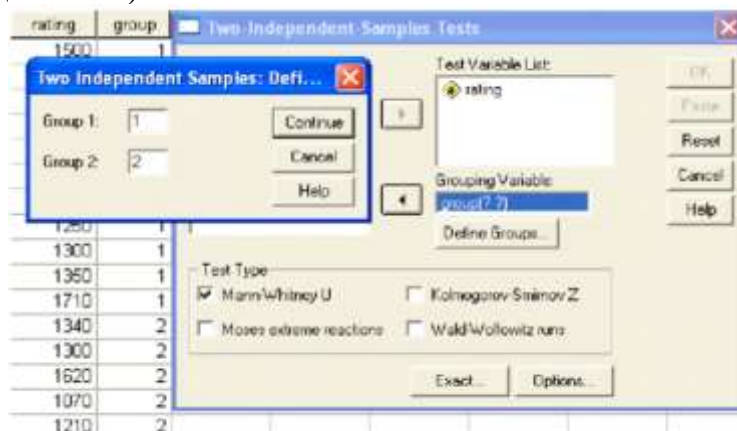 rating group
Two-Independent-Samples Tests
1500 1
Two Independent Samples: Defi...
Group 1: 1
Group 2: 2
Continue
Cancel
Help
Test Variable List:
rating
Grouping Variable:
group(? ?)
Define Groups...
OK
Paste
Reset
Cancel
Help
1250 1
1300 1
1350 1
1710 1
1340 2
1300 2
1620 2
1070 2
1210 2
Test Type
Mann-Whitney U
Kolmogorov-Smirnov Z
Moses extreme reactions
Wald-Wolfowitz runs
Exact...
Options...